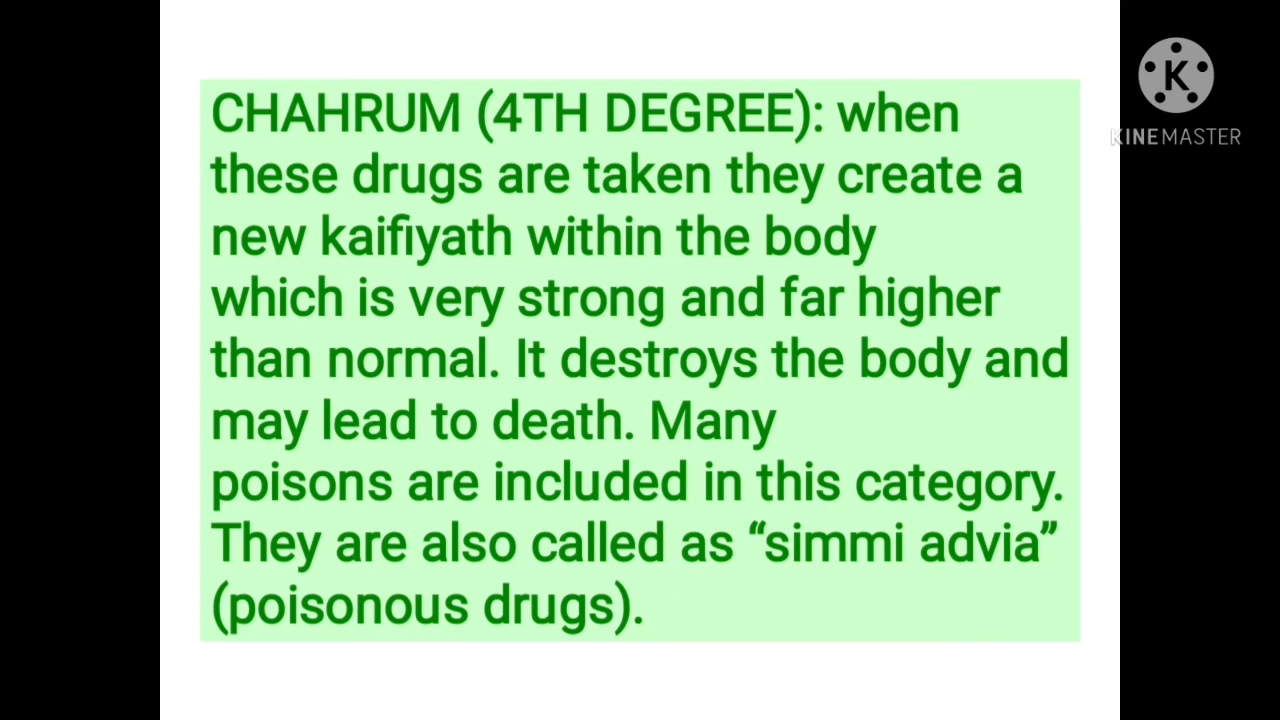 CHAHRUM (4TH DEGREE): when
these drugs are taken they create a
new kaifiyath within the body
which is very strong and far higher
than normal. It destroys the body and
may lead to death. Many
poisons are included in this category.
They are also called as “simmi advia”
(poisonous drugs).
K
KINEMASTER